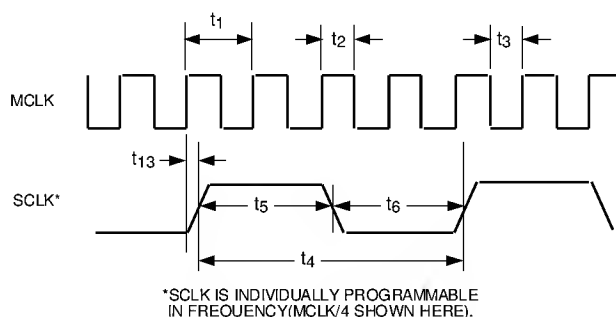 t1 t2 t3
MCLK
t13
SCLK*
t5 t6
t4
*SCLK IS INDIVIDUALLY PROGRAMMABLE
IN FREQUENCY(MCLK/4 SHOWN HERE).